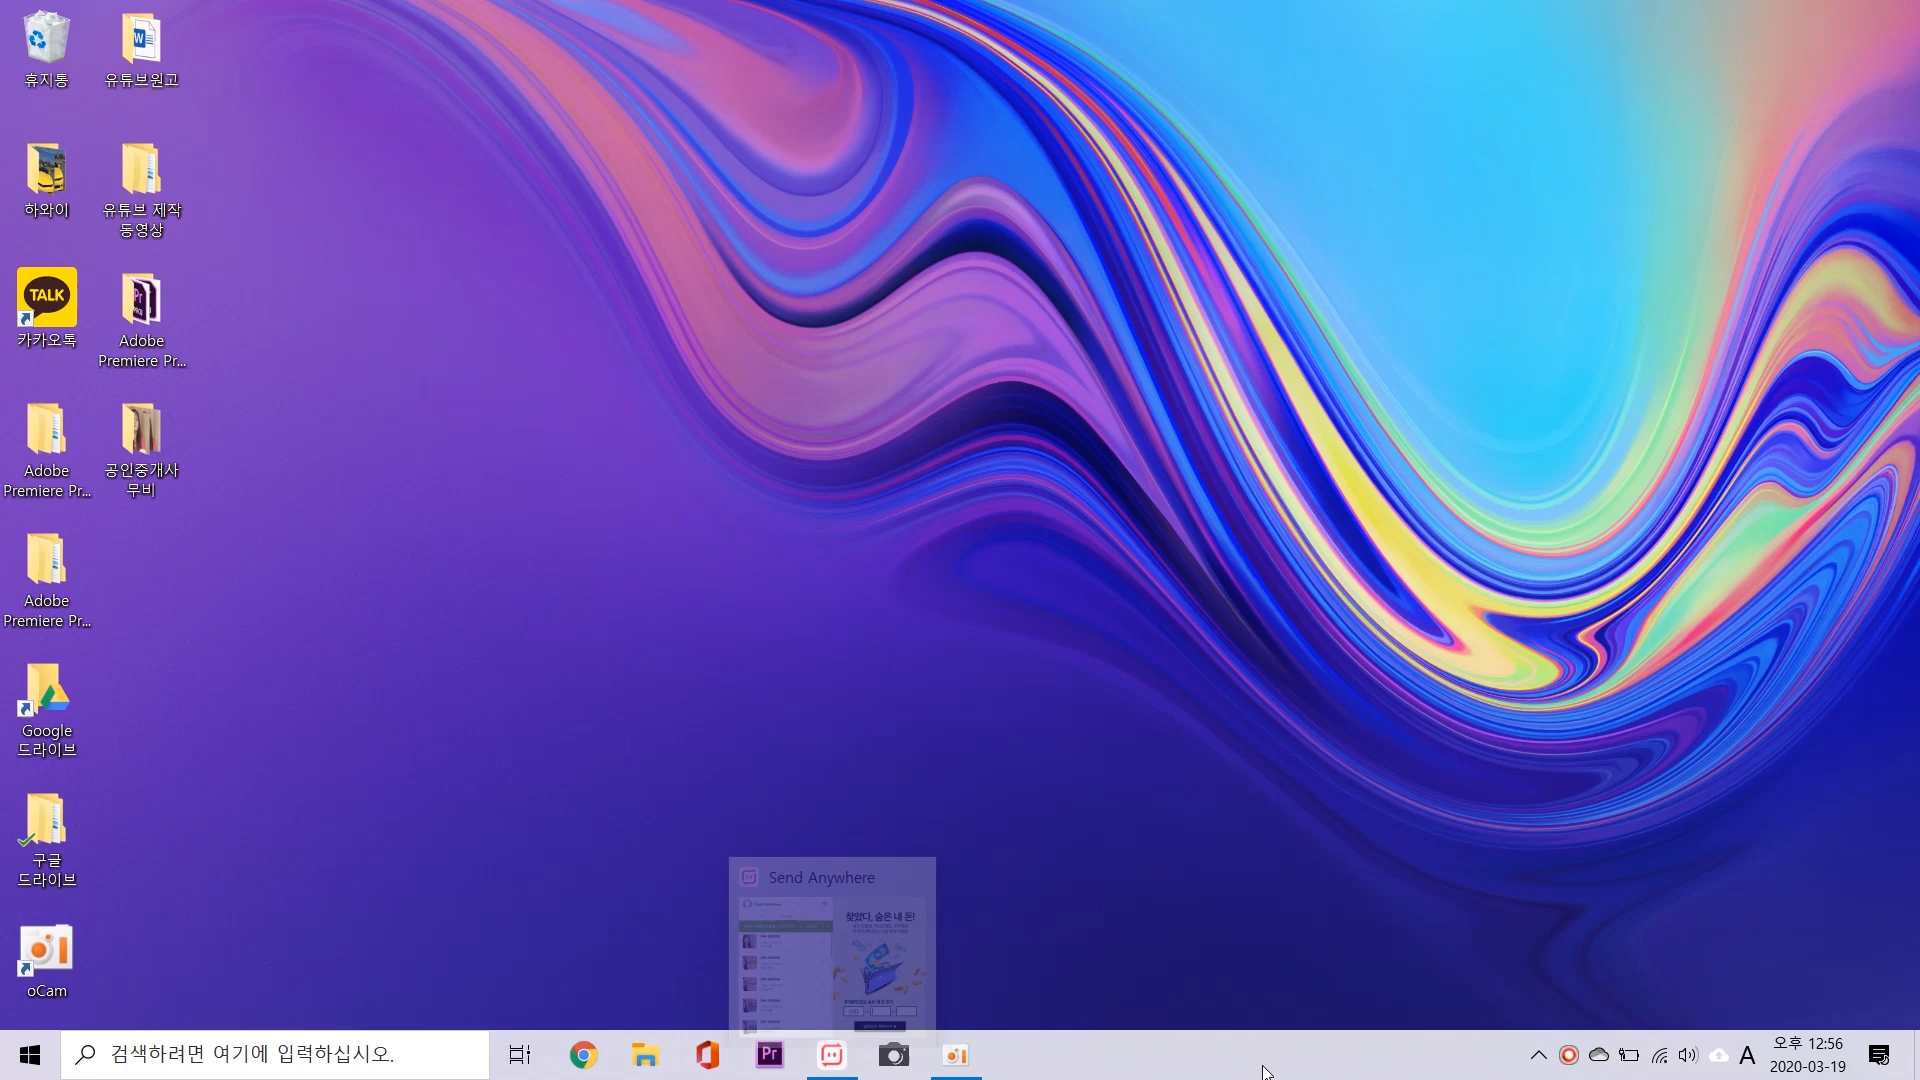 휴지통
유튜브원고
하와이
유튜브 제작
동영상
TALK
카카오톡
Adobe
Premiere Pr...
Adobe
Premiere Pr...
공인중개사
무비
Adobe
Premiere Pr...
Google
드라이브
구글
드라이브
oCam
Send Anywhere
찾았다, 숨은 내 돈!
검색하려면 여기에 입력하십시오.
Pr
A
오후 12:56
2020-03-19